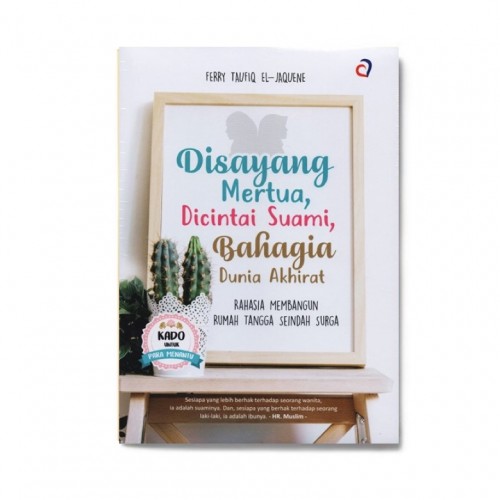 FERRY TAUFIQ EL-JAQUENE
Disayang
Mertua,
Dicintai Suami,
Bahagia
Dunia Akhirat
RAHASIA MEMBANGUN
RUMAH TANGGA SEINDAH SURGA
KADO
UNTUK
PARA MENANTU
Sesiapa yang lebih berhak terhadap seorang wanita,
ia adalah suaminya. Dan, sesiapa yang berhak terhadap seorang
laki-laki, ia adalah ibunya. - HR. Muslim -